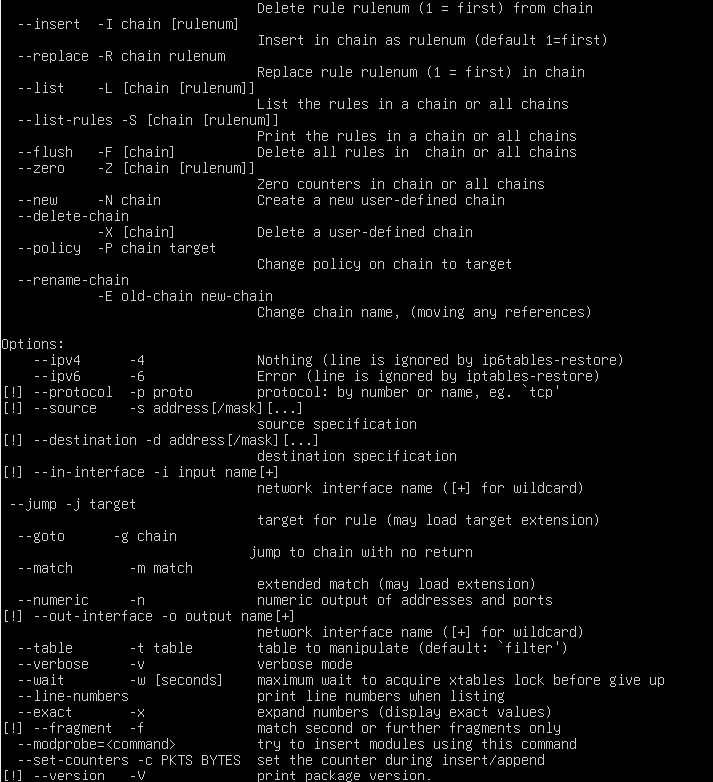 Delete rule rulenum (1 = first) from chain
  --insert  -I chain [rulenum]
                                Insert in chain as rulenum (default 1=first)
  --replace -R chain rulenum
                                Replace rule rulenum (1 = first) in chain
  --list    -L [chain [rulenum]]
                                List the rules in a chain or all chains
  --list-rules -S [chain [rulenum]]
                                Print the rules in a chain or all chains
  --flush   -F [chain]          Delete all rules in  chain or all chains
  --zero    -Z [chain [rulenum]]
                                Zero counters in chain or all chains
  --new     -N chain            Create a new user-defined chain
  --delete-chain
            -X [chain]          Delete a user-defined chain
  --policy  -P chain target
                                Change policy on chain to target
  --rename-chain
            -E old-chain new-chain
                                Change chain name, (moving any references)

Options:
    --ipv4      -4              Nothing (line is ignored by ip6tables-restore)
    --ipv6      -6              Error (line is ignored by iptables-restore)
[!] --protocol  -p proto        protocol: by number or name, eg. `tcp'
[!] --source    -s address[/mask][...]
                                source specification
[!] --destination -d address[/mask][...]
                                destination specification
[!] --in-interface -i input name[+]
                                network interface name ([+] for wildcard)
 --jump -j target
                                target for rule (may load target extension)
  --goto      -g chain
                               jump to chain with no return
  --match       -m match
                                extended match (may load extension)
  --numeric     -n              numeric output of addresses and ports
[!] --out-interface -o output name[+]
                                network interface name ([+] for wildcard)
  --table       -t table        table to manipulate (default: `filter')
  --verbose     -v              verbose mode
  --wait        -w [seconds]    maximum wait to acquire xtables lock before give up
  --line-numbers                print line numbers when listing
  --exact       -x              expand numbers (display exact values)
[!] --fragment  -f              match second or further fragments only
  --modprobe=<command>          try to insert modules using this command
  --set-counters -c PKTS BYTES  set the counter during insert/append
[!] --version   -V              print package version.